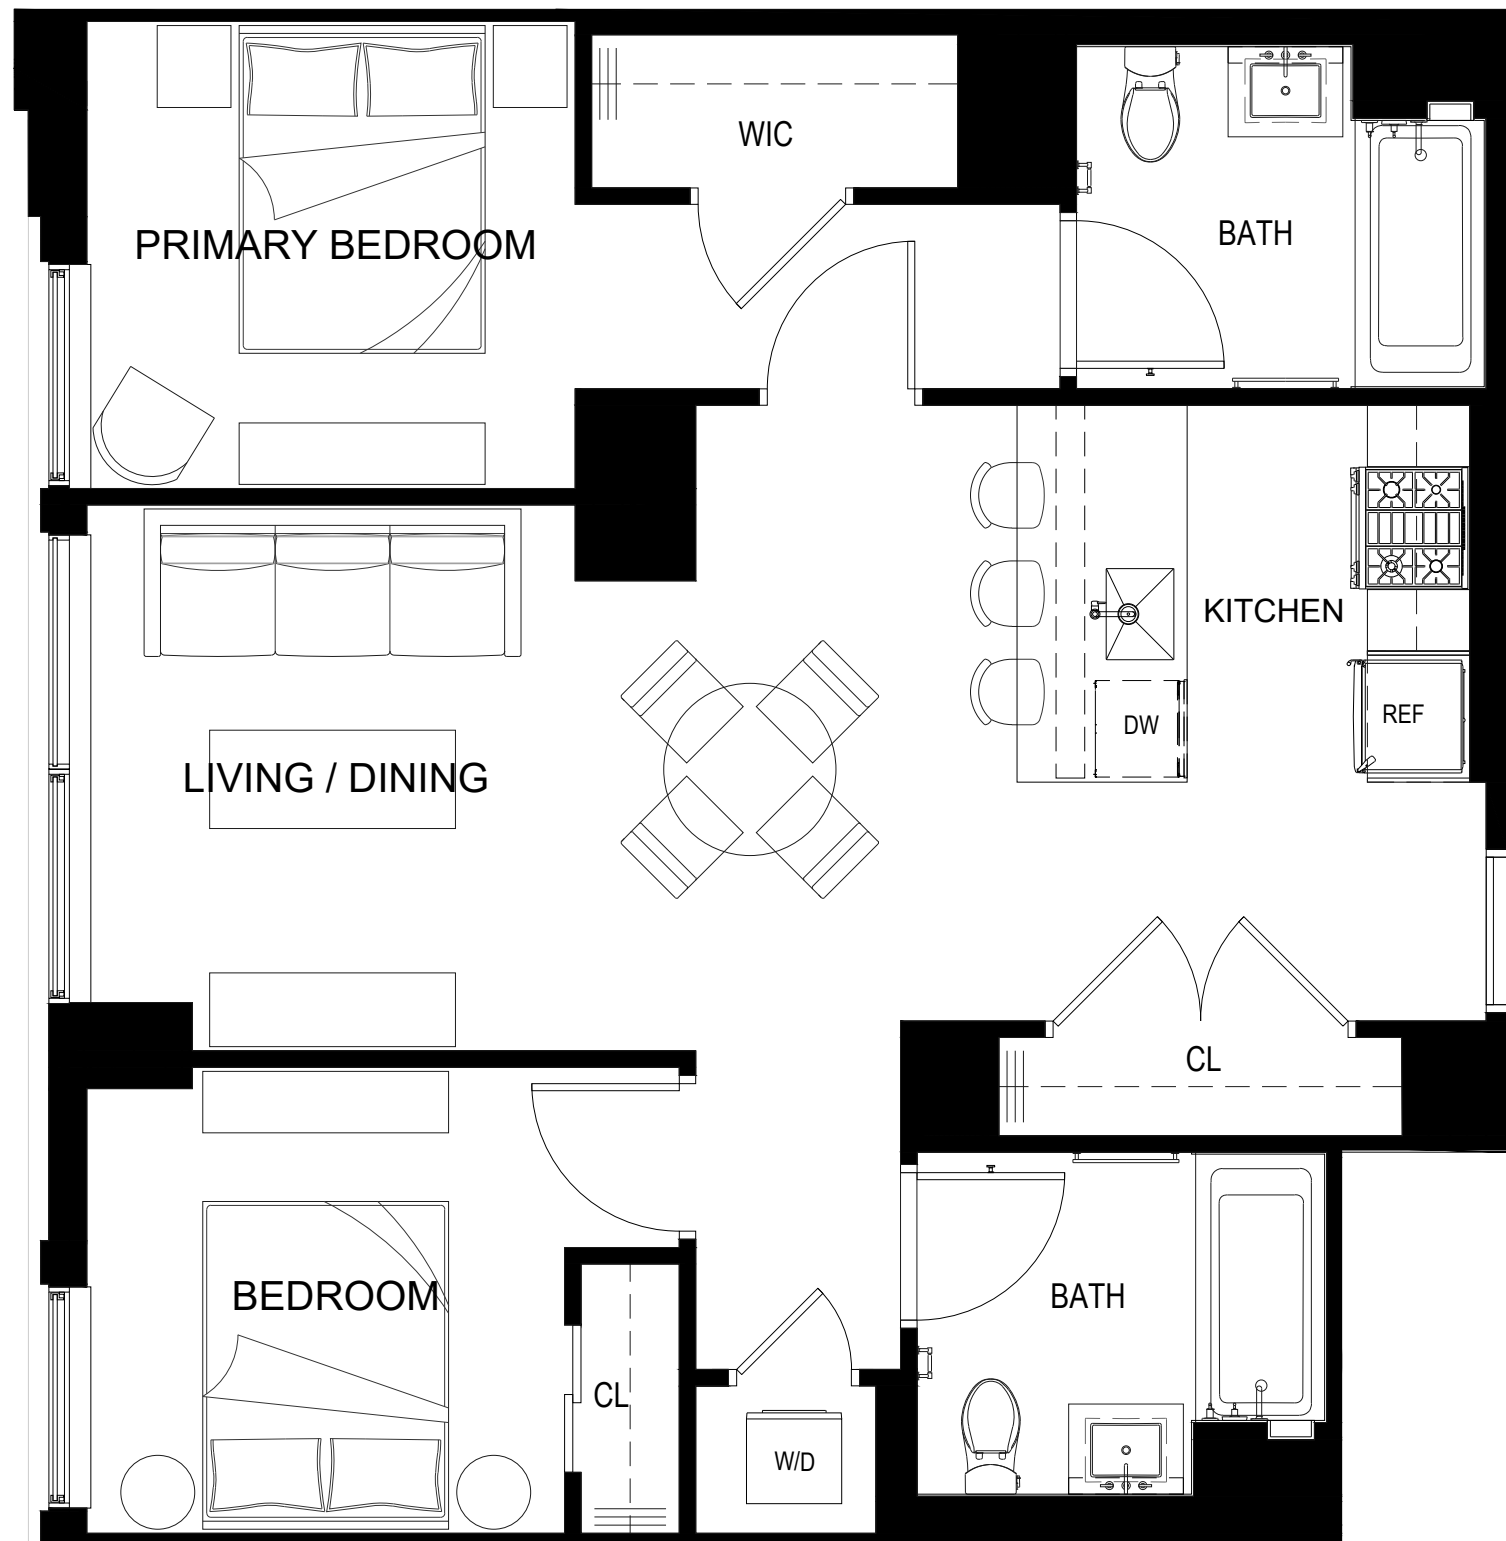 WIC
PRIMARY BEDROOM
BATH
KITCHEN
REF
DW
LIVING / DINING
CL
BEDROOM
BATH
CL
W/D